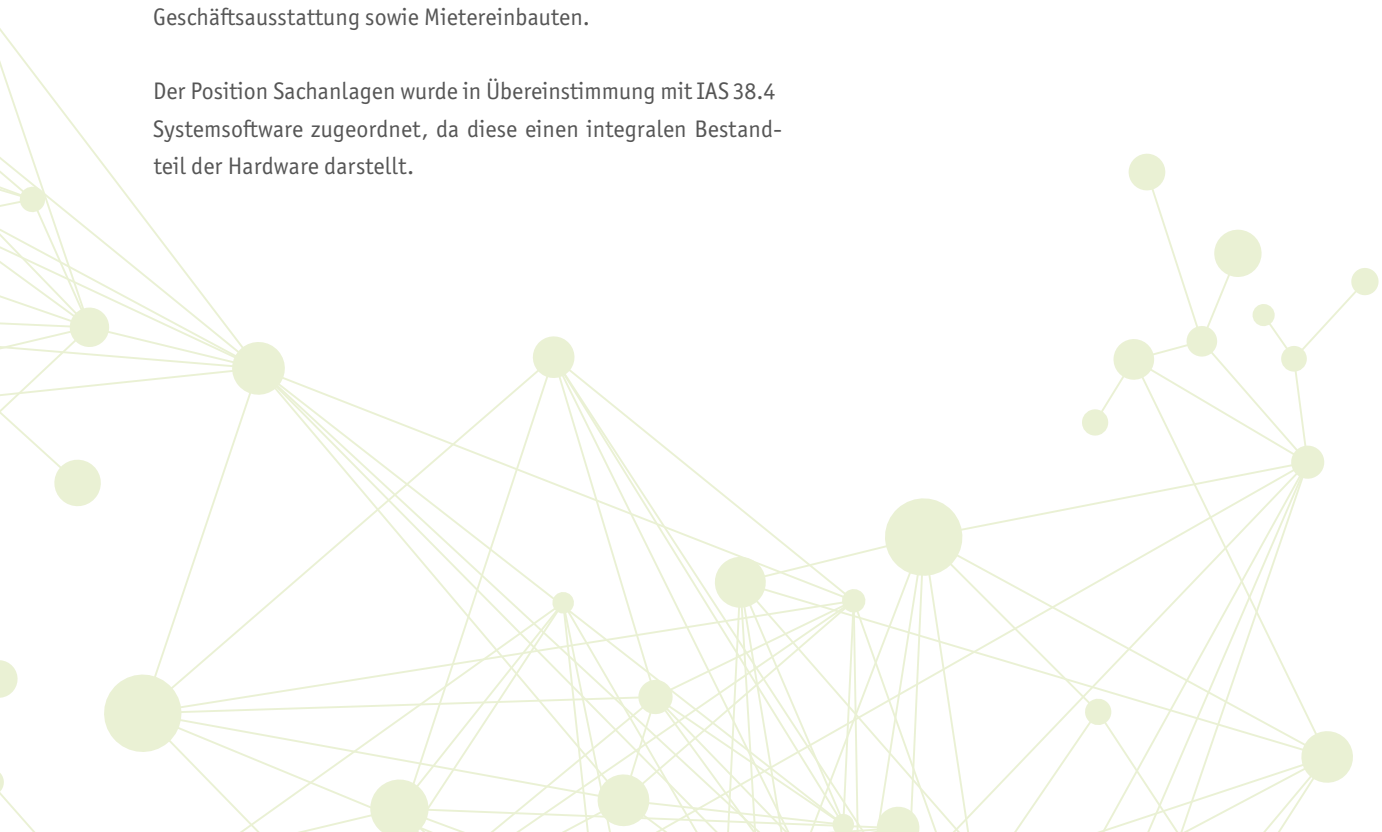 Geschäftsausstattung sowie Mietereinbauten.
Der Position Sachanlagen wurde in Übereinstimmung mit IAS 38.4
Systemsoftware zugeordnet, da diese einen integralen Bestand-
teil der Hardware darstellt.